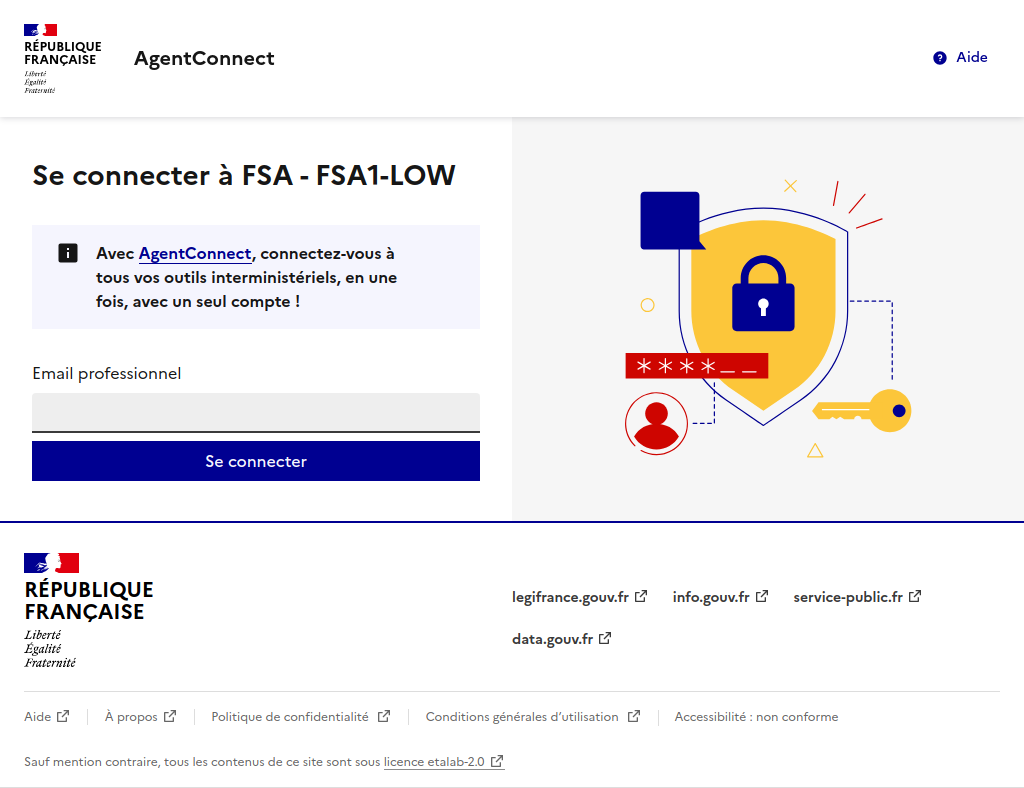 RÉPUBLIQUE
FRANÇAISE
Liberté
Égalité
Fraternité
AgentConnect
Aide
Se connecter à FSA - FSA1-LOW
Avec AgentConnect, connectez-vous à
tous vos outils interministériels, en une
fois, avec un seul compte !
Email professionnel
Se connecter
RÉPUBLIQUE
FRANÇAISE
Liberté
Égalité
Fraternité
legifrance.gouv.fr
info.gouv.fr
service-public.fr
data.gouv.fr
Aide
À propos
Politique de confidentialité
Conditions générales d’utilisation
Accessibilité : non conforme
Sauf mention contraire, tous les contenus de ce site sont sous licence etalab-2.0